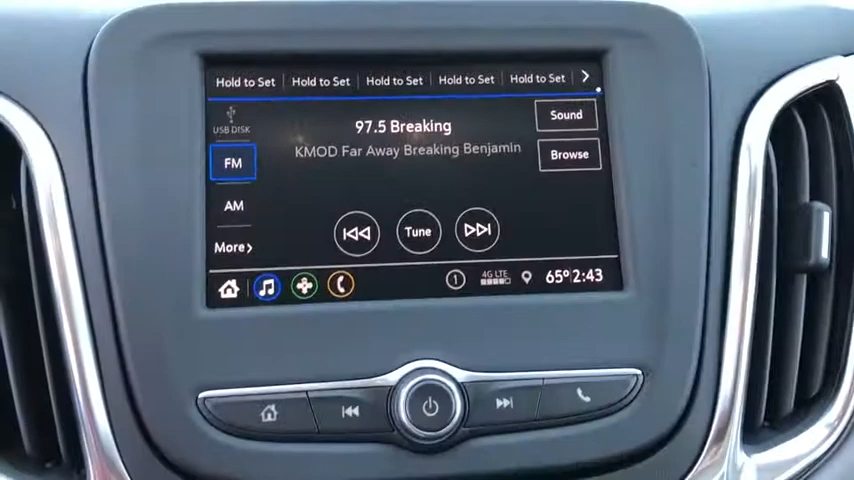 Hold to Set Hold to Set Hold to Set Hold to Set Hold to Set
USB DISK
97.5 Breaking
Sound
KMOD Far Away Breaking Benjamin
FM
Browse
AM
Tune
More
1 4G LTE 65° 2:43